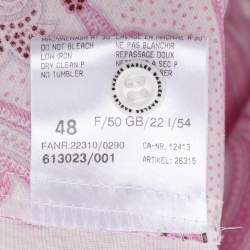 DO NOT BLEACH NE PAS BLANCHIR
LOW IRON REPASSAGE DOUX
DRY CLEAN P
NO TUMBLER
48 F/50 GB/22 I/54
FANR:22310/0290 CA-NR. 12413
613023/001 ARTIKEL: 26315